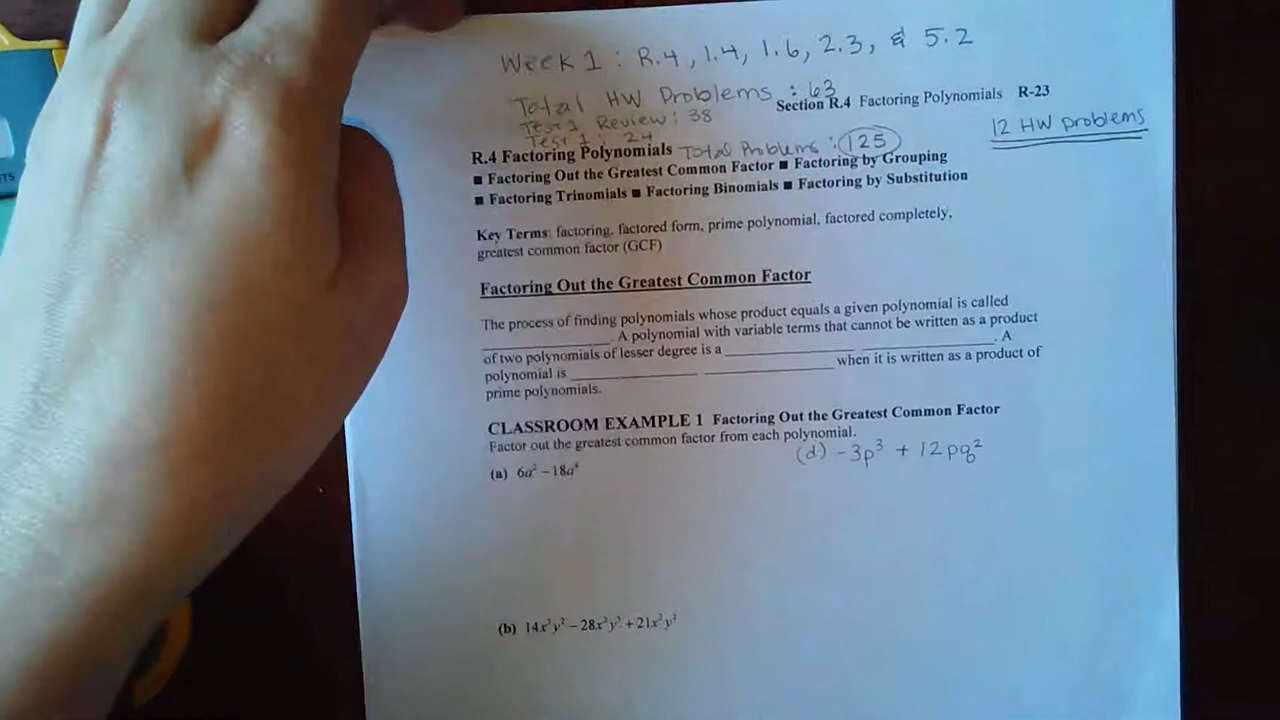 Week 1 : R.4, 1.4, 1.6, 2.3, & 5.2
Total HW Problems : 63
Section R.4 Factoring Polynomials R-23
Test 1 Review: 38
12 HW problems
Test 1 : 24
R.4 Factoring Polynomials Total Problems : 125
■ Factoring Out the Greatest Common Factor ■ Factoring by Grouping
■ Factoring Trinomials ■ Factoring Binomials ■ Factoring by Substitution
Key Terms: factoring, factored form, prime polynomial, factored completely,
greatest common factor (GCF)
Factoring Out the Greatest Common Factor
The process of finding polynomials whose product equals a given polynomial is called
____________. A polynomial with variable terms that cannot be written as a product
of two polynomials of lesser degree is a ____________ ____________. A
polynomial is ____________ ____________ when it is written as a product of
prime polynomials.
CLASSROOM EXAMPLE 1 Factoring Out the Greatest Common Factor
Factor out the greatest common factor from each polynomial.
(d) -3p³ + 12pq²
(a)
(b)